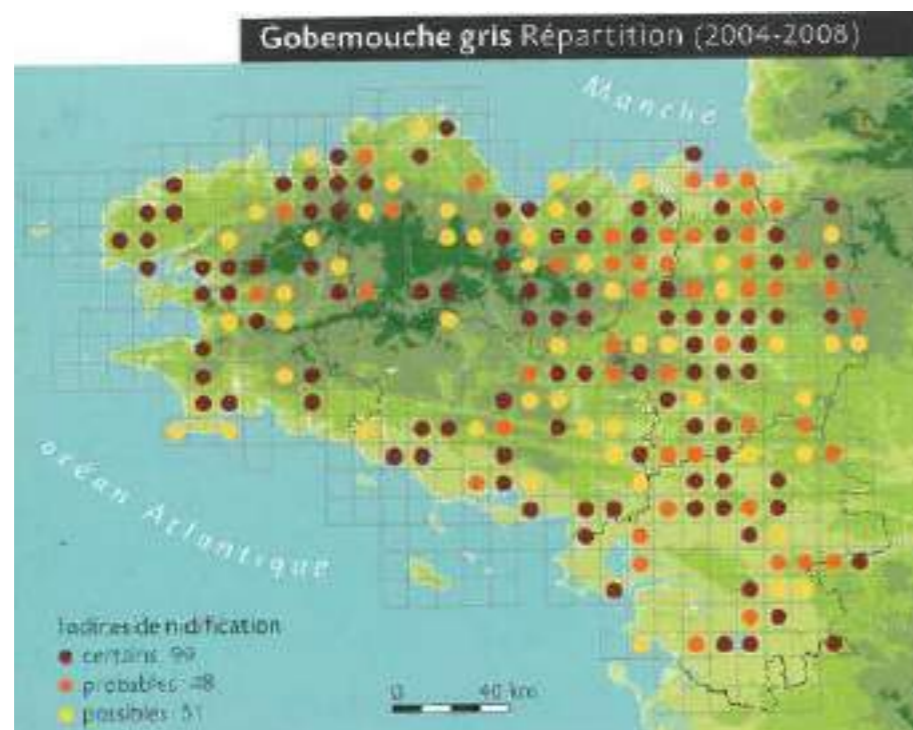 Gobemouche gris Répartition (2004-2008)
Manche
océan Atlantique
Indices de nidification
certains 99
probables 48
possibles 51
0 40 km